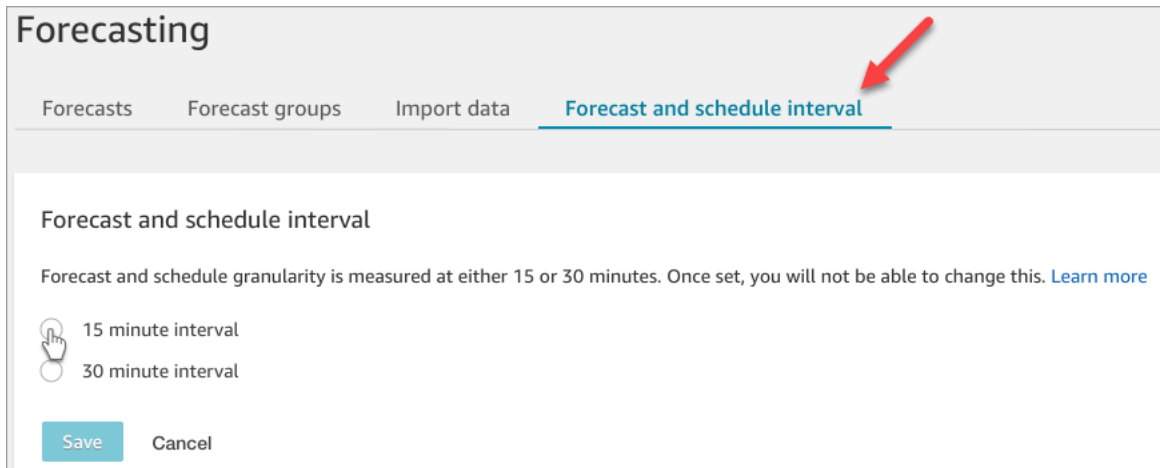 Forecasting
Forecasts Forecast groups Import data Forecast and schedule interval
Forecast and schedule interval
Forecast and schedule granularity is measured at either 15 or 30 minutes. Once set, you will not be able to change this. Learn more
15 minute interval
30 minute interval
Save Cancel